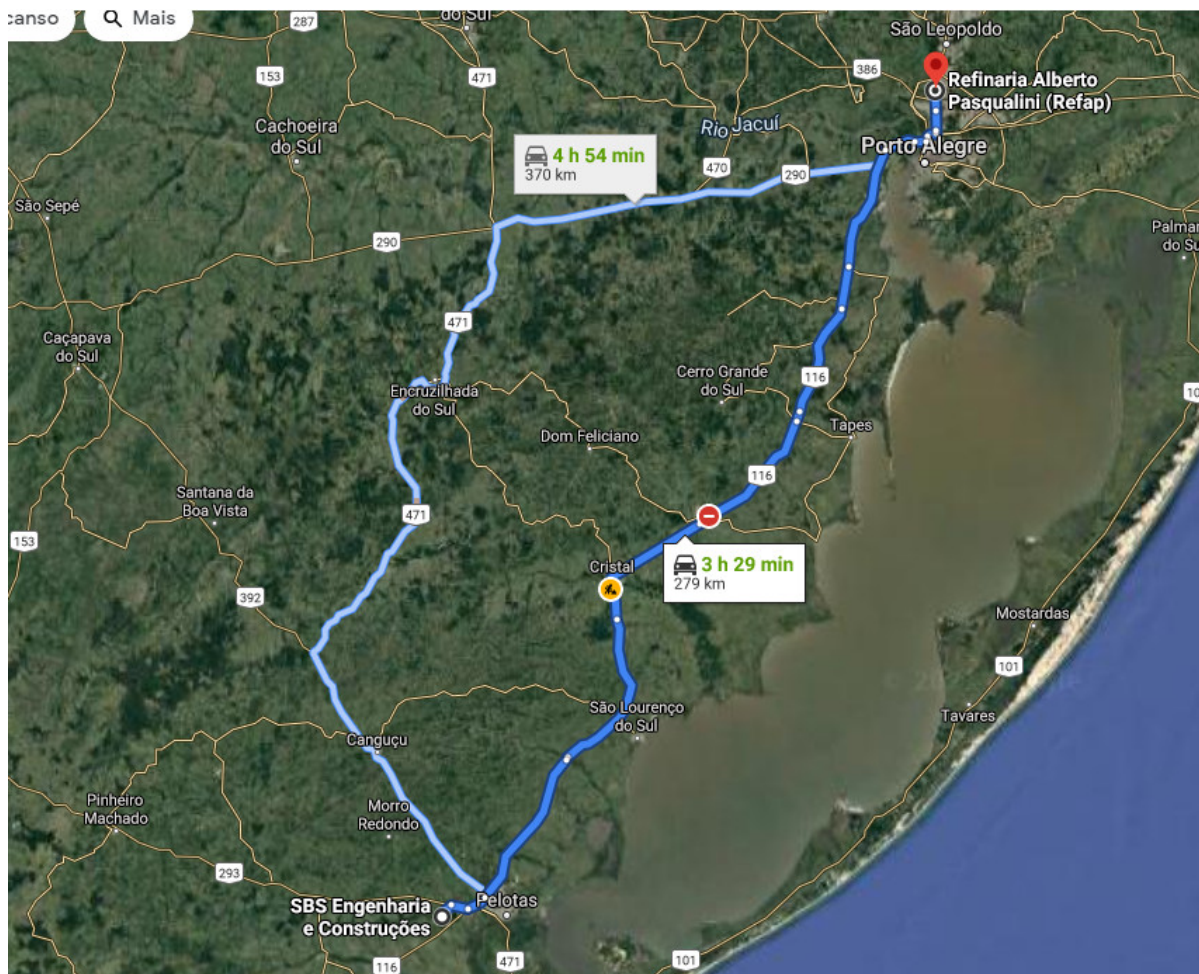 canso
Mais
do Sul
287
São Leopoldo
153
471
386
Refinaria Alberto
Pasqualini (Refap)
Rio Jacuí
Cachoeira
do Sul
Porto Alegre
4 h 54 min
370 km
470
290
São Sepé
290
Palmar
do Su
471
Caçapava
do Sul
Cerro Grande
do Sul
116
Encruzilhada
do Sul
10
Tapes
Dom Feliciano
116
Santana da
Boa Vista
471
153
3 h 29 min
279 km
Cristal
392
Mostardas
101
São Lourenço
do Sul
Tavares
Canguçu
Pinheiro
Machado
Morro
Redondo
293
SBS Engenharia
e Construções
Pelotas
116
471
101